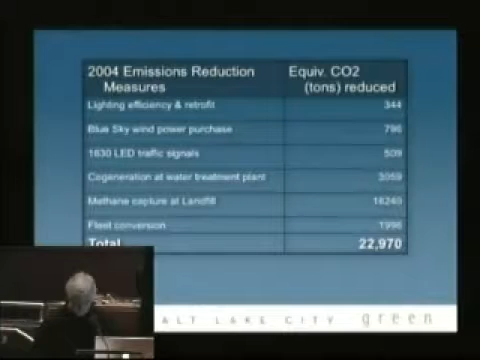 2004 Emissions Reduction Measures
Equiv. CO2 (tons) reduced
Lighting efficiency & retrofit 344
Blue Sky wind power purchase 796
1630 LED traffic signals 509
Cogeneration at water treatment plant 3059
Methane capture at Landfill
Fleet conversion 1996
Total 22,970
ALT LAKE CITY green